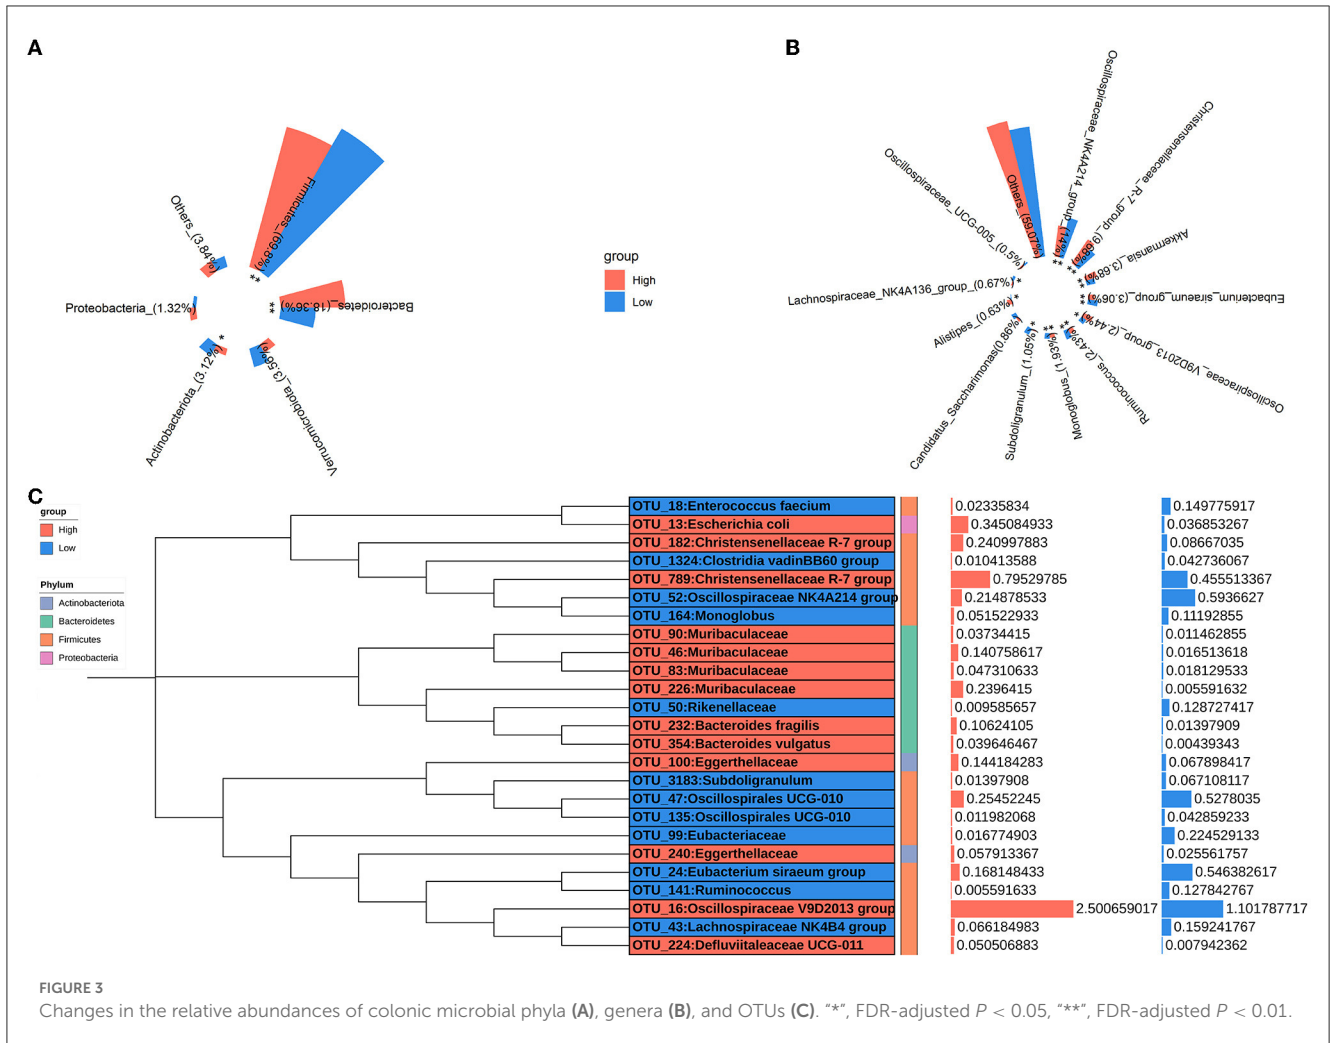 A
B
Others_(3.84%)
Firmicutes_(69.8%)
**
Bacteroidetes_(18.36%)
**
Verrucomicrobiota_(3.56%)
Actinobacteriota_(3.12%)
*
Proteobacteria_(1.32%)
group
High
Low
Others_(59.07%)
Oscillospiraceae_NK4A214_group_(14%)
**
Christensenellaceae_R-7_group_(9.68%)
**
Akkermansia_(3.68%)
**
Eubacterium_siraeum_group_(3.06%)
**
Oscillospiraceae_V9D2013_group_(2.44%)
*
Ruminococcus_(2.43%)
**
Monoglobus_(1.93%)
**
Subdoligranulum_(1.05%)
*
Candidatus_Saccharimonas(0.86%)
Alistipes_(0.63%)
*
Lachnospiraceae_NK4A136_group_(0.67%)
*
Oscillospiraceae_UCG-005_(0.5%)
C
group
High
Low
Phylum
Actinobacteriota
Bacteroidetes
Firmicutes
Proteobacteria
OTU_18:Enterococcus faecium 0.02335834 0.149775917
OTU_13:Escherichia coli 0.345084933 0.036853267
OTU_182:Christensenellaceae R-7 group 0.240997883 0.08667035
OTU_1324:Clostridia vadinBB60 group 0.010413588 0.042736067
OTU_789:Christensenellaceae R-7 group 0.79529785 0.455513367
OTU_52:Oscillospiraceae NK4A214 group 0.214878533 0.5936627
OTU_164:Monoglobus 0.051522933 0.11192855
OTU_90:Muribaculaceae 0.03734415 0.011462855
OTU_46:Muribaculaceae 0.140758617 0.016513618
OTU_83:Muribaculaceae 0.047310633 0.018129533
OTU_226:Muribaculaceae 0.2396415 0.005591632
OTU_50:Rikenellaceae 0.009585657 0.128727417
OTU_232:Bacteroides fragilis 0.10624105 0.01397909
OTU_354:Bacteroides vulgatus 0.039646467 0.00439343
OTU_100:Eggerthellaceae 0.144184283 0.067898417
OTU_3183:Subdoligranulum 0.01397908 0.067108117
OTU_47:Oscillospirales UCG-010 0.25452245 0.5278035
OTU_135:Oscillospirales UCG-010 0.011982068 0.042859233
OTU_99:Eubacteriaceae 0.016774903 0.224529133
OTU_240:Eggerthellaceae 0.057913367 0.025561757
OTU_24:Eubacterium siraeum group 0.168148433 0.546382617
OTU_141:Ruminococcus 0.005591633 0.127842767
OTU_16:Oscillospiraceae V9D2013 group 2.500659017 1.101787717
OTU_43:Lachnospiraceae NK4B4 group 0.066184983 0.159241767
OTU_224:Defluviitaleaceae UCG-011 0.050506883 0.007942362
FIGURE 3
Changes in the relative abundances of colonic microbial phyla (A), genera (B), and OTUs (C). “*”, FDR-adjusted P < 0.05, “**”, FDR-adjusted P < 0.01.